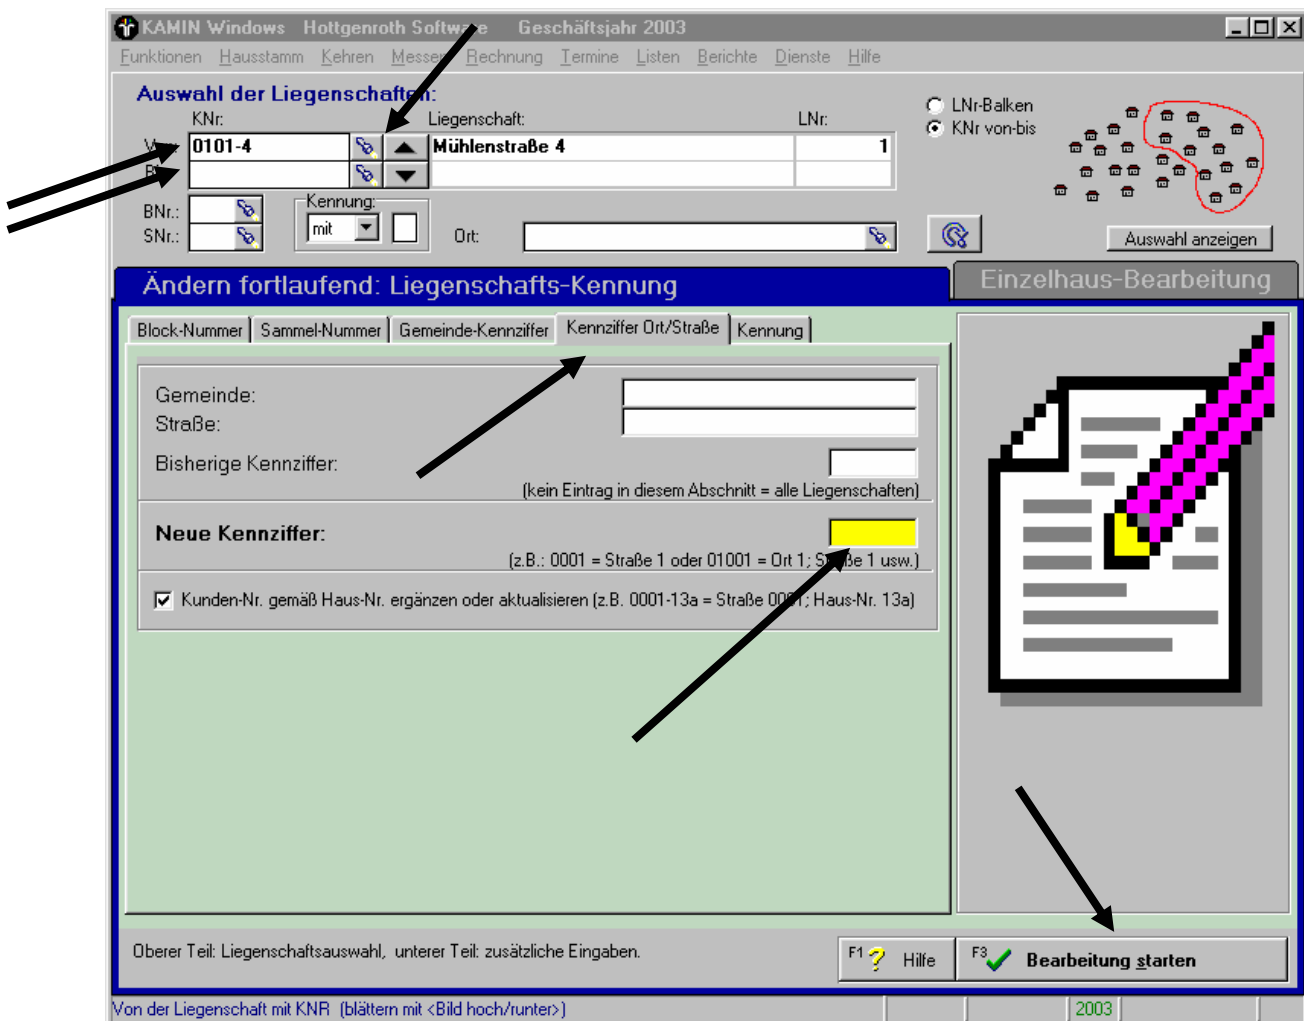 KAMIN Windows Hottgenroth Software Geschäftsjahr 2003
Funktionen Hausstamm Kehren Messen Rechnung Termine Listen Berichte Dienste Hilfe
Auswahl der Liegenschaften:
KNr: Liegenschaft: LNr:
Von: 0101-4 Mühlenstraße 4 1
LNr-Balken
KNr von-bis
BNr.:
SNr.:
Kennung:
mit
Ort:
Auswahl anzeigen
Ändern fortlaufend: Liegenschafts-Kennung
Einzelhaus-Bearbeitung
Block-Nummer Sammel-Nummer Gemeinde-Kennziffer Kennziffer Ort/Straße Kennung
Gemeinde:
Straße:
Bisherige Kennziffer:
(kein Eintrag in diesem Abschnitt = alle Liegenschaften)
Neue Kennziffer:
(z.B.: 0001 = Straße 1 oder 01001 = Ort 1; Straße 1 usw.)
Kunden-Nr. gemäß Haus-Nr. ergänzen oder aktualisieren (z.B. 0001-13a = Straße 0001; Haus-Nr. 13a)
Oberer Teil: Liegenschaftsauswahl, unterer Teil: zusätzliche Eingaben.
F1 ? Hilfe
F3 Bearbeitung starten
Von der Liegenschaft mit KNR (blättern mit <Bild hoch/runter>)
2003